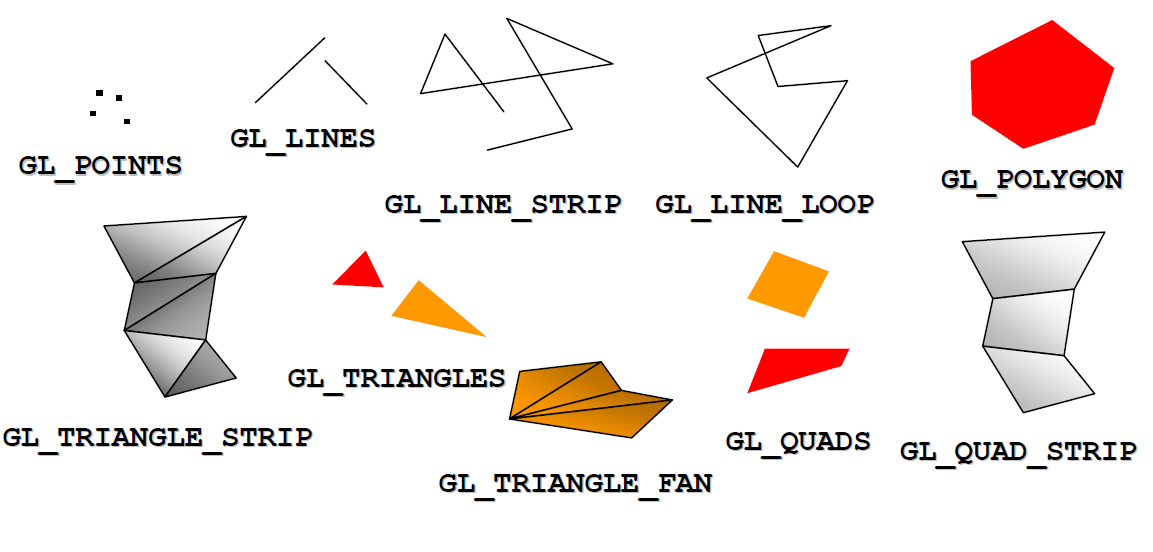 GL_POINTS
GL_LINES
GL_LINE_STRIP
GL_LINE_LOOP
GL_POLYGON
GL_TRIANGLE_STRIP
GL_TRIANGLES
GL_TRIANGLE_FAN
GL_QUADS
GL_QUAD_STRIP